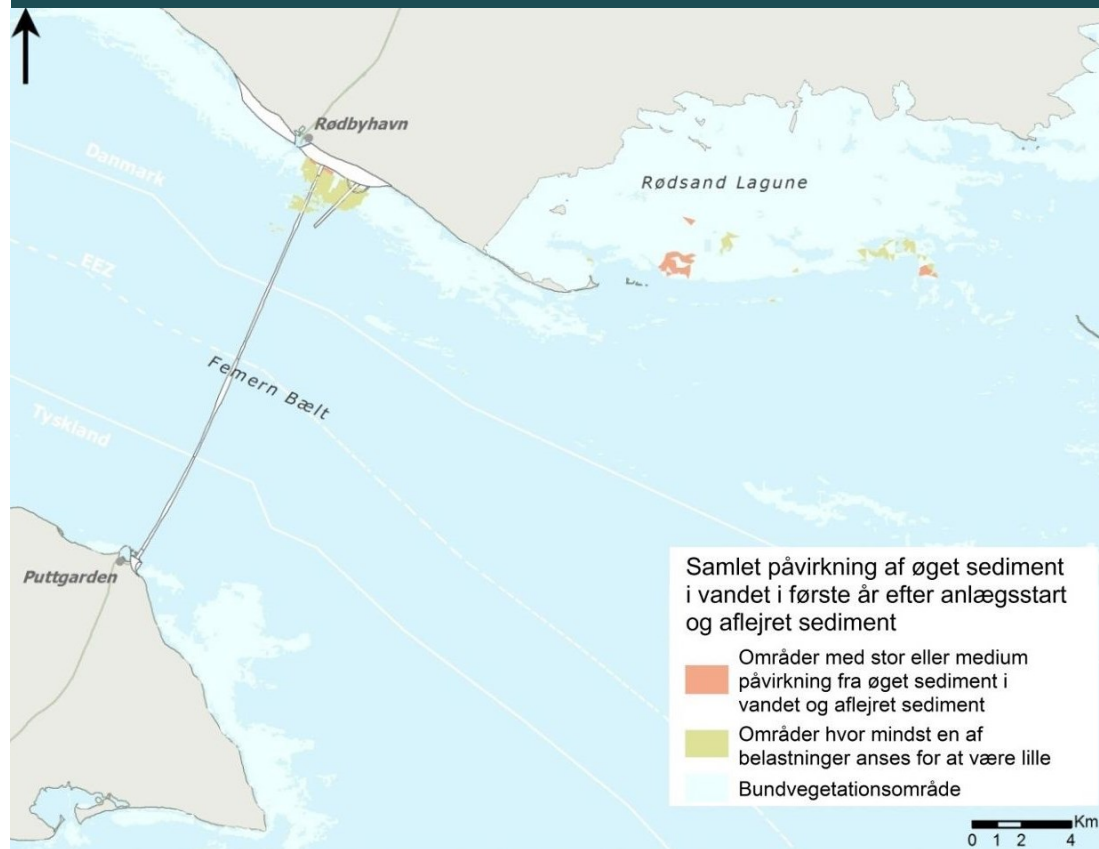 Rødbyhavn
Danmark
Rødsand Lagune
EEZ
Femern Bælt
Tyskland
Puttgarden
Samlet påvirkning af øget sediment
i vandet i første år efter anlægsstart
og aflejret sediment
Områder med stor eller medium
påvirkning fra øget sediment i
vandet og aflejret sediment
Områder hvor mindst en af
belastninger anses for at være lille
Bundvegetationsområde
Km
0 1 2 4